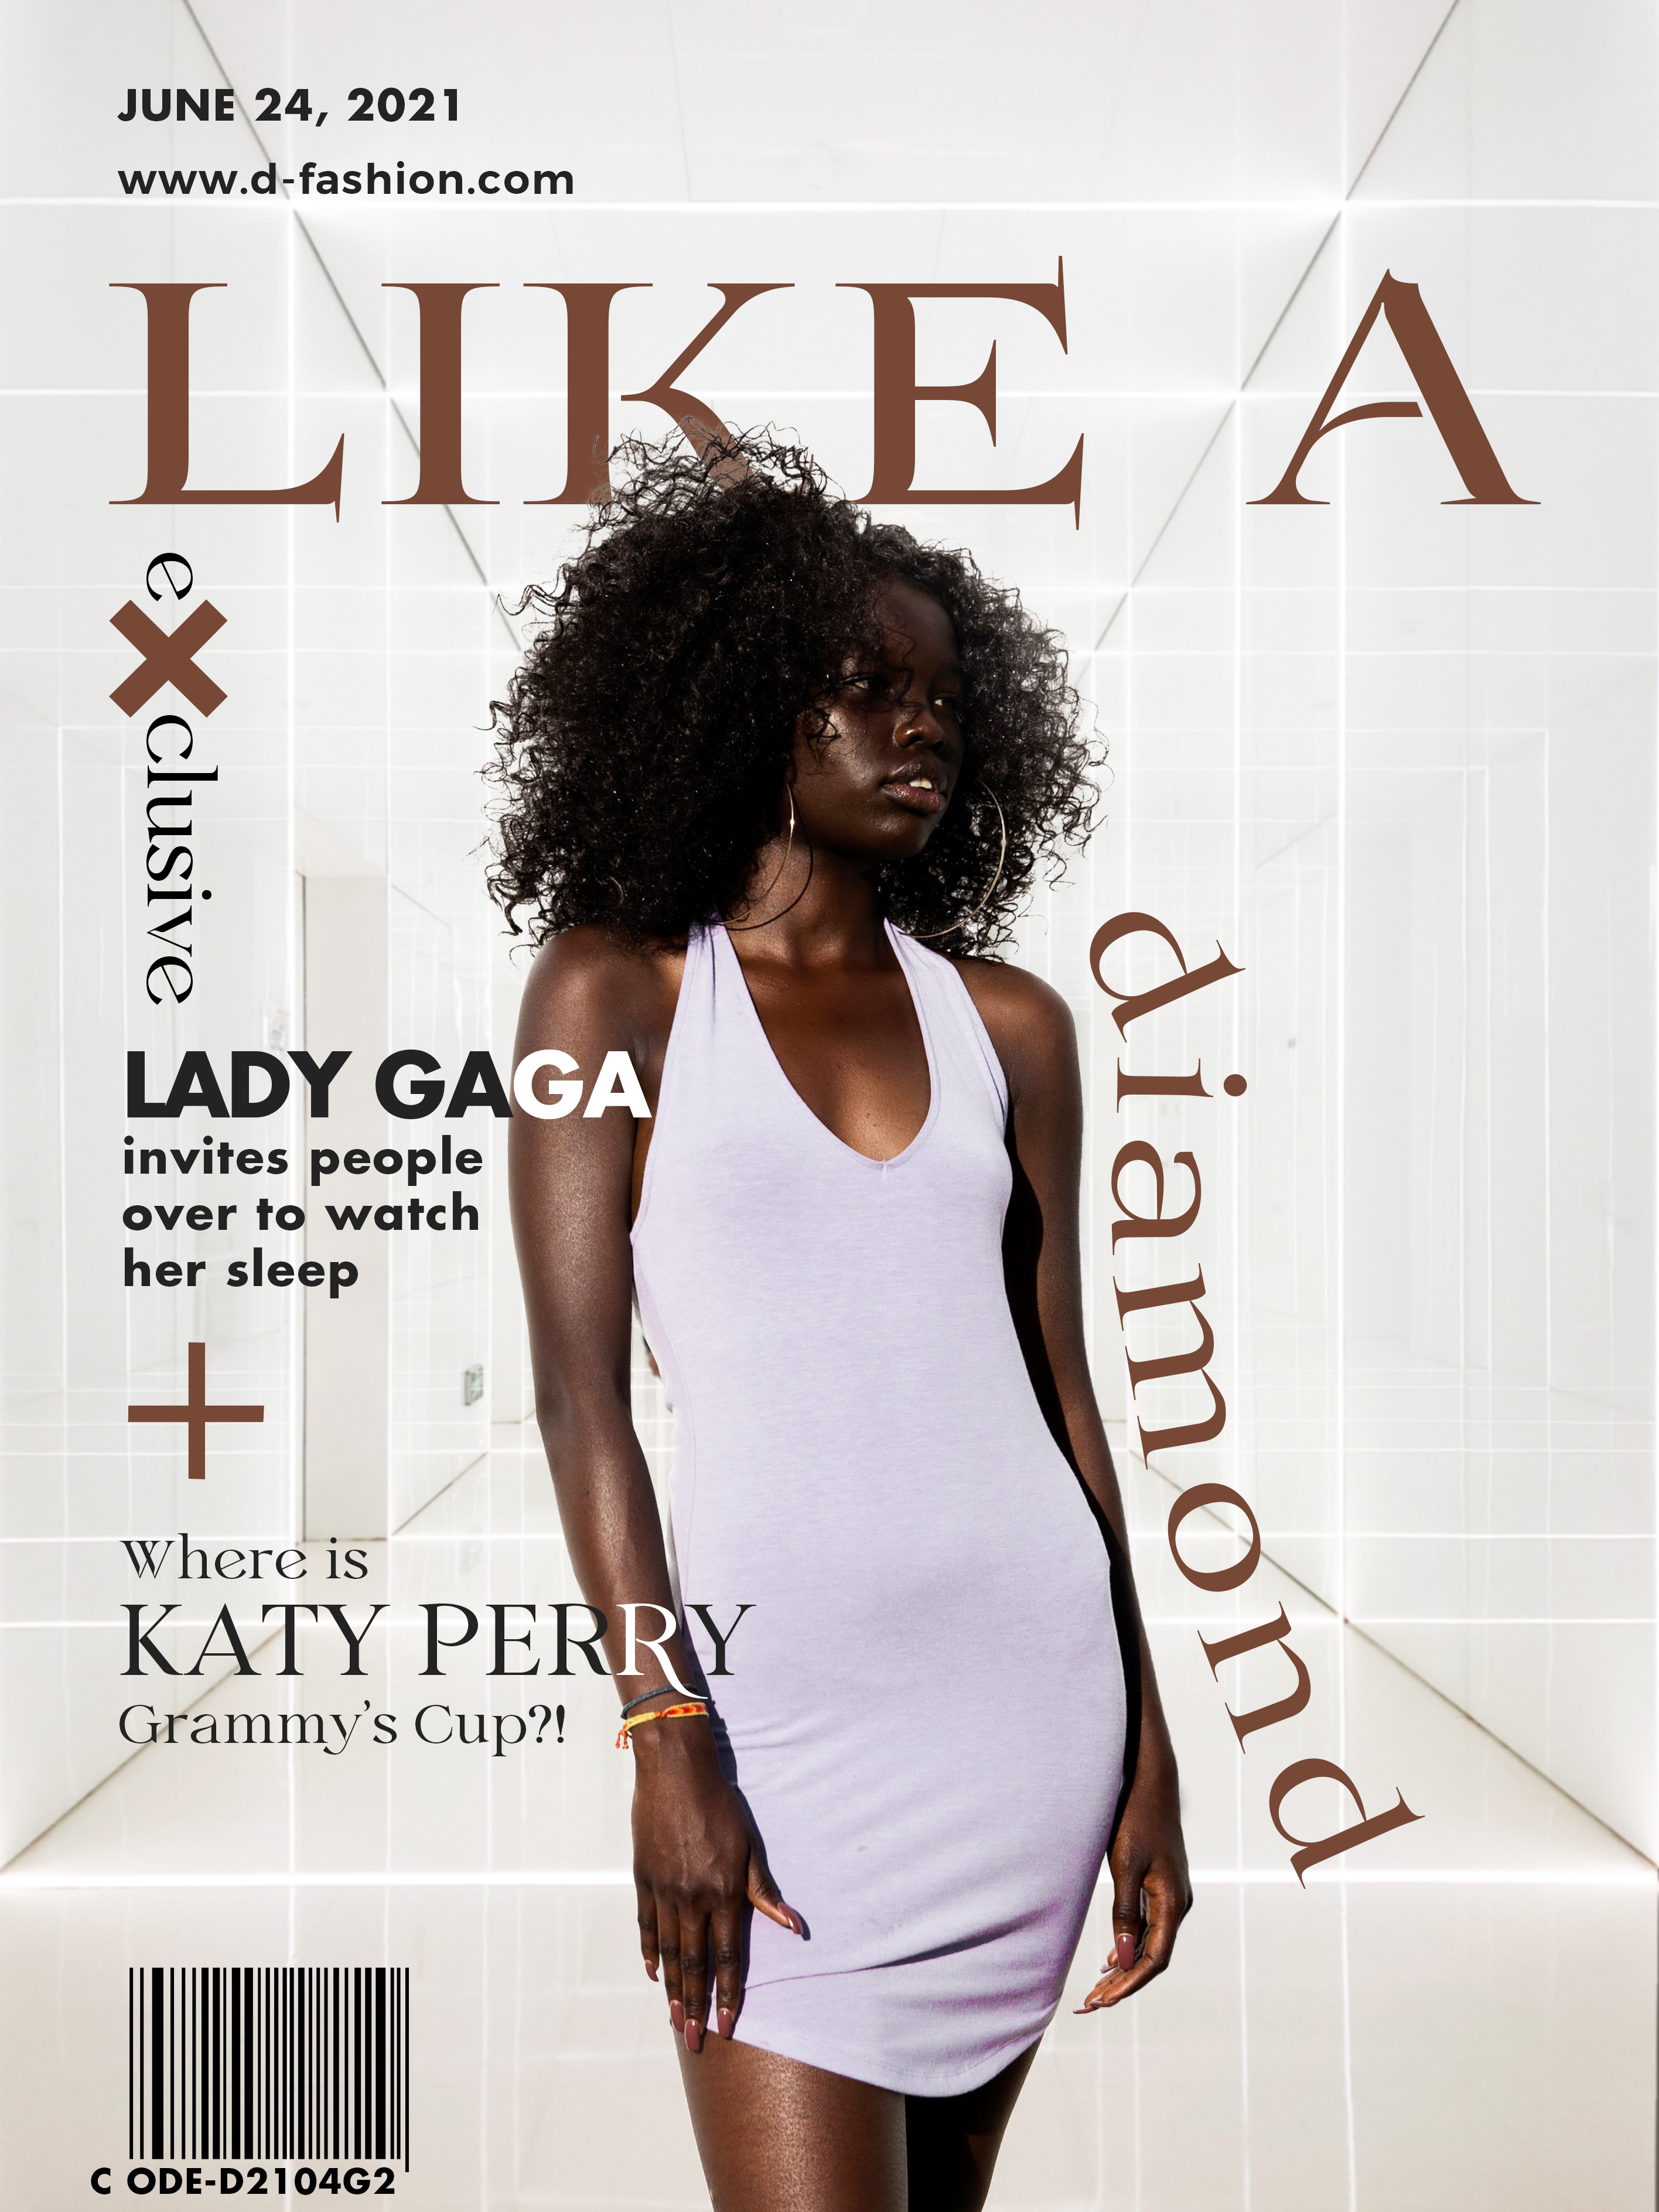 JUNE 24, 2021
www.d-fashion.com
LIKE A
diamond
exclusive
LADY GAGA
invites people
over to watch
her sleep
+
Where is
KATY PERRY
Grammy's Cup?!
C ODE-D2104G2